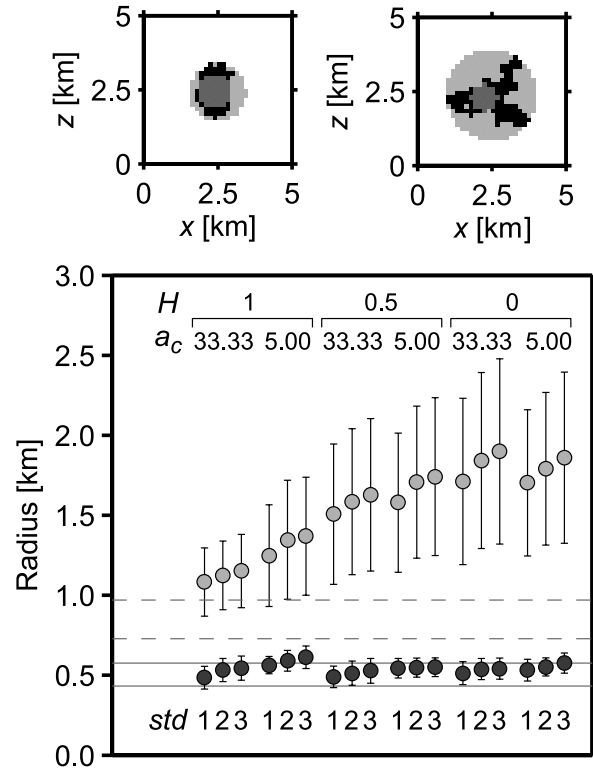 5
2.5
0
z [km]
0 2.5 5
x [km]
5
2.5
0
z [km]
0 2.5 5
x [km]
3.0
2.5
2.0
1.5
1.0
0.5
0.0
Radius [km]
H 1 0.5 0
a_c 33.33 5.00 33.33 5.00 33.33 5.00
std 1 2 3 1 2 3 1 2 3 1 2 3 1 2 3 1 2 3